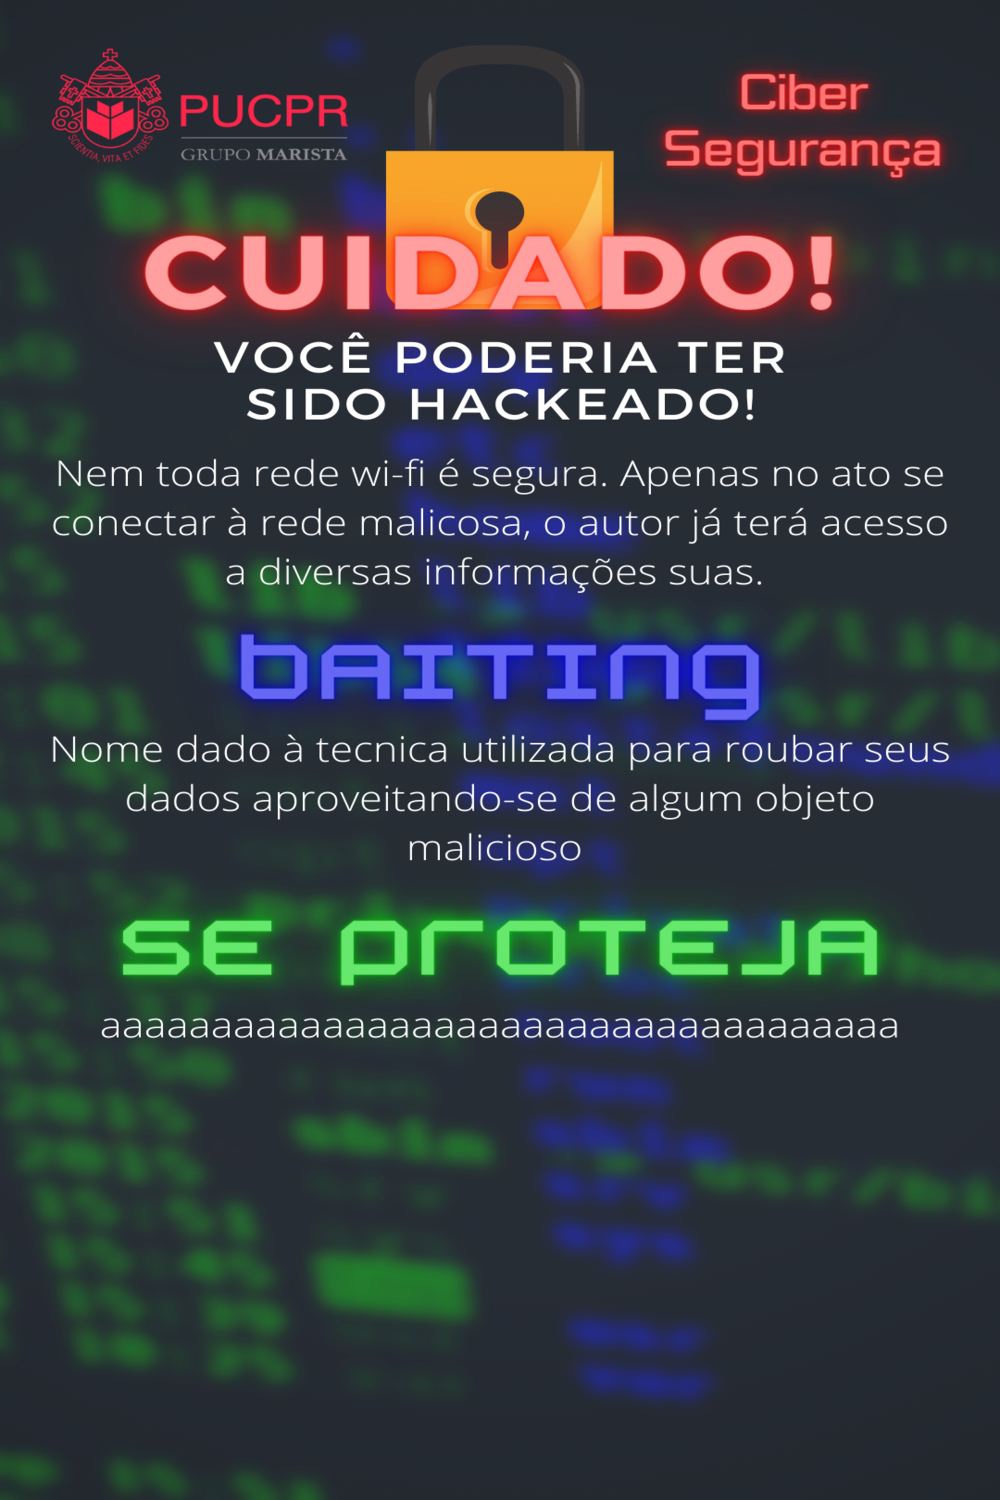 SCIENTIA, VITA ET FIDES
PUCPR
GRUPO MARISTA
Ciber
Segurança
CUIDADO!
VOCÊ PODERIA TER
SIDO HACKEADO!
Nem toda rede wi-fi é segura. Apenas no ato se
conectar à rede malicosa, o autor já terá acesso
a diversas informações suas.
bAITIng
Nome dado à tecnica utilizada para roubar seus
dados aproveitando-se de algum objeto
malicioso
SE proTEJA
aaaaaaaaaaaaaaaaaaaaaaaaaaaaaaaaaaaa